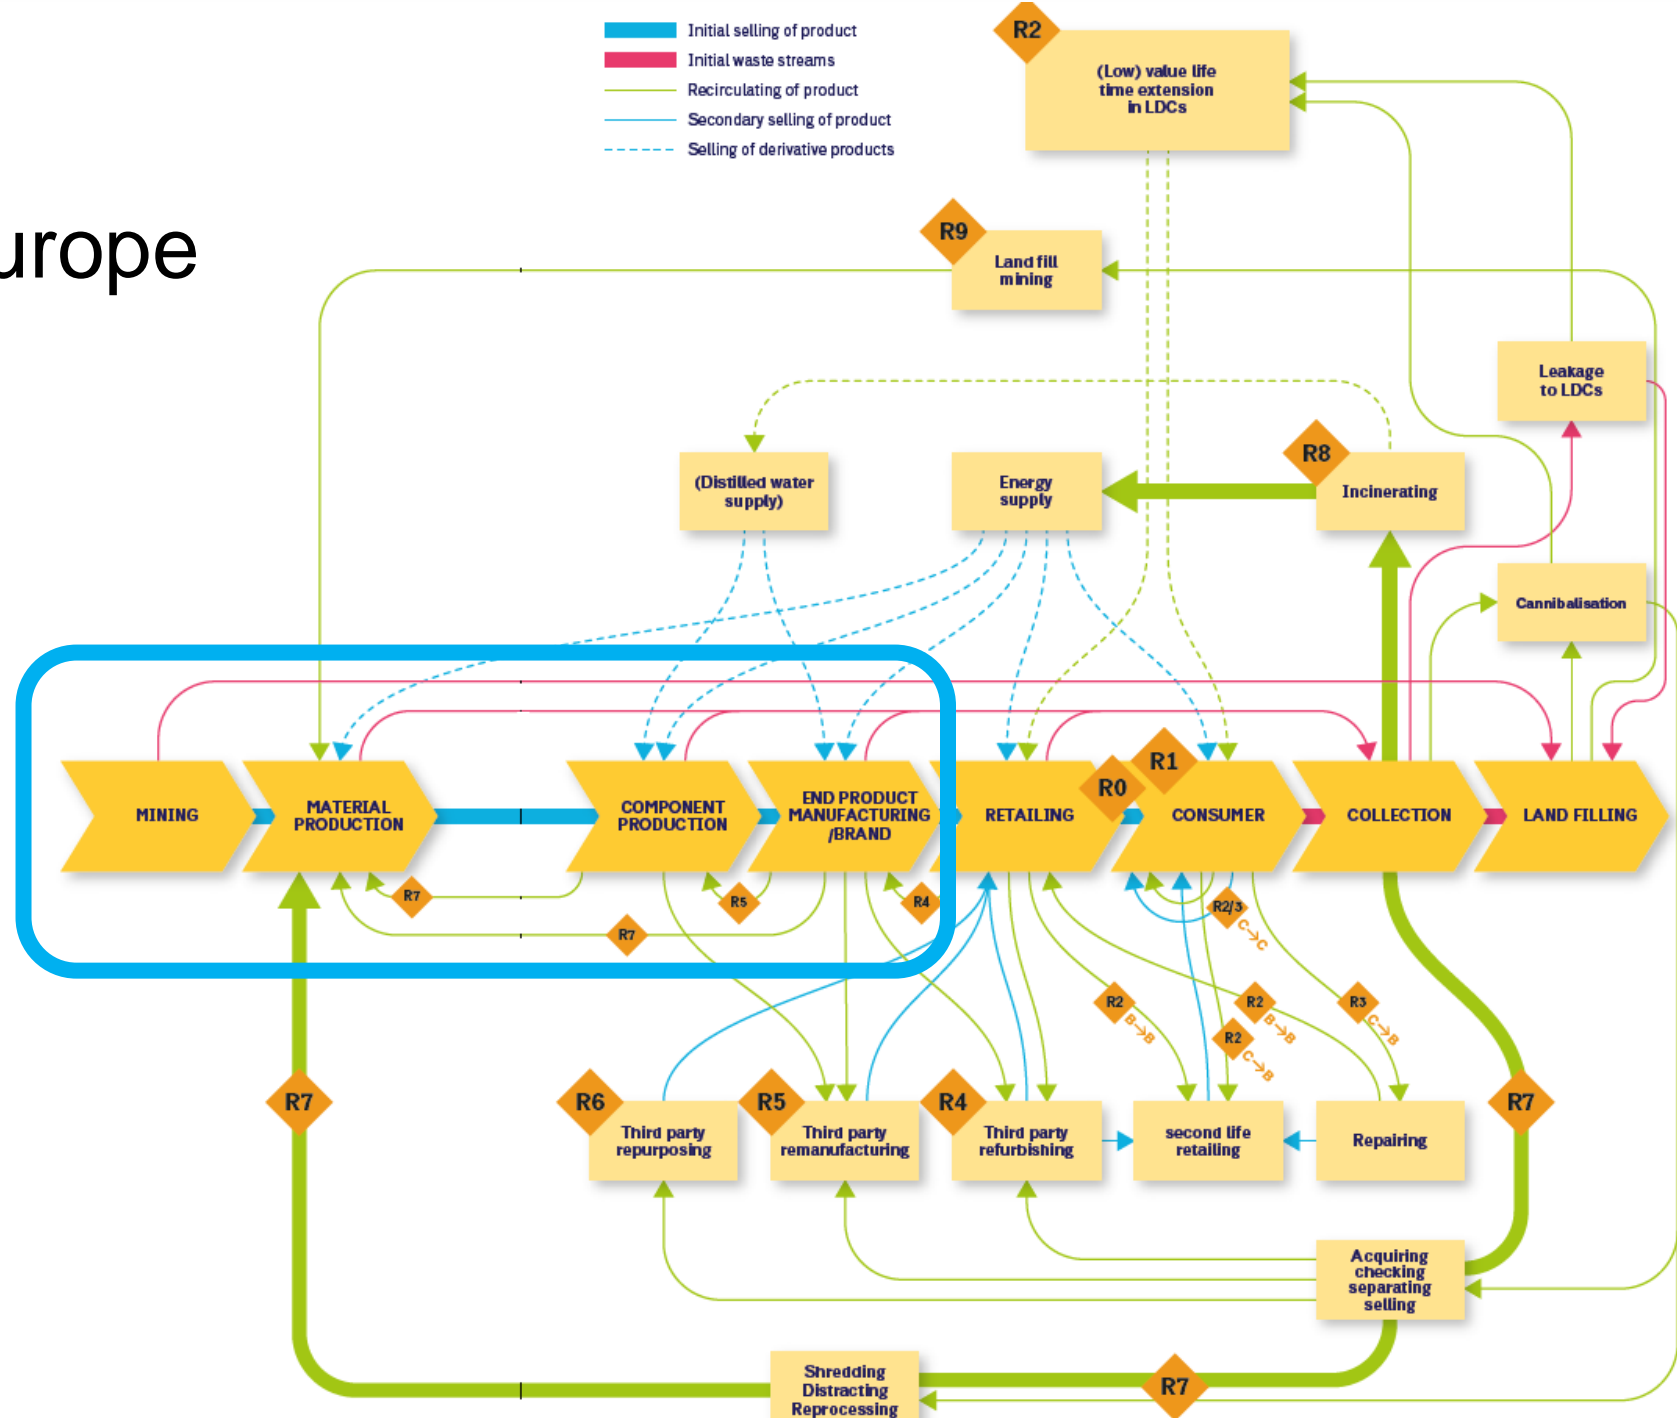 Initial selling of product
Initial waste streams
Recirculating of product
Secondary selling of product
Selling of derivative products
R2
(Low) value life
time extension
in LDCs
urope
R9
Land fill
mining
Leakage
to LDCs
(Distilled water
supply)
Energy
supply
R8
Incinerating
Cannibalisation
MINING
MATERIAL
PRODUCTION
COMPONENT
PRODUCTION
END PRODUCT
MANUFACTURING
/BRAND
RETAILING
R0
R1
CONSUMER
COLLECTION
LAND FILLING
R7
R5
R4
R7
R2/3
C→C
R2
B→B
R2
B→B
R2
C→B
R3
C→B
R7
R6
Third party
repurposing
R5
Third party
remanufacturing
R4
Third party
refurbishing
second life
retailing
Repairing
R7
Acquiring
checking
separating
selling
Shredding
Distracting
Reprocessing
R7